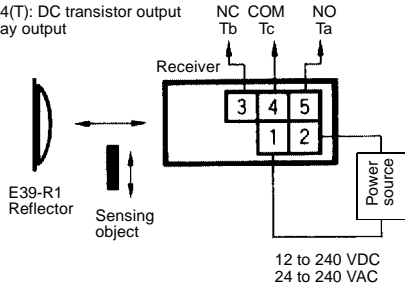 4(T): DC transistor output
ay output
NC COM NO
Tb Tc Ta
Receiver
3 4 5
1 2
Power
source
E39-R1
Reflector
Sensing
object
12 to 240 VDC
24 to 240 VAC